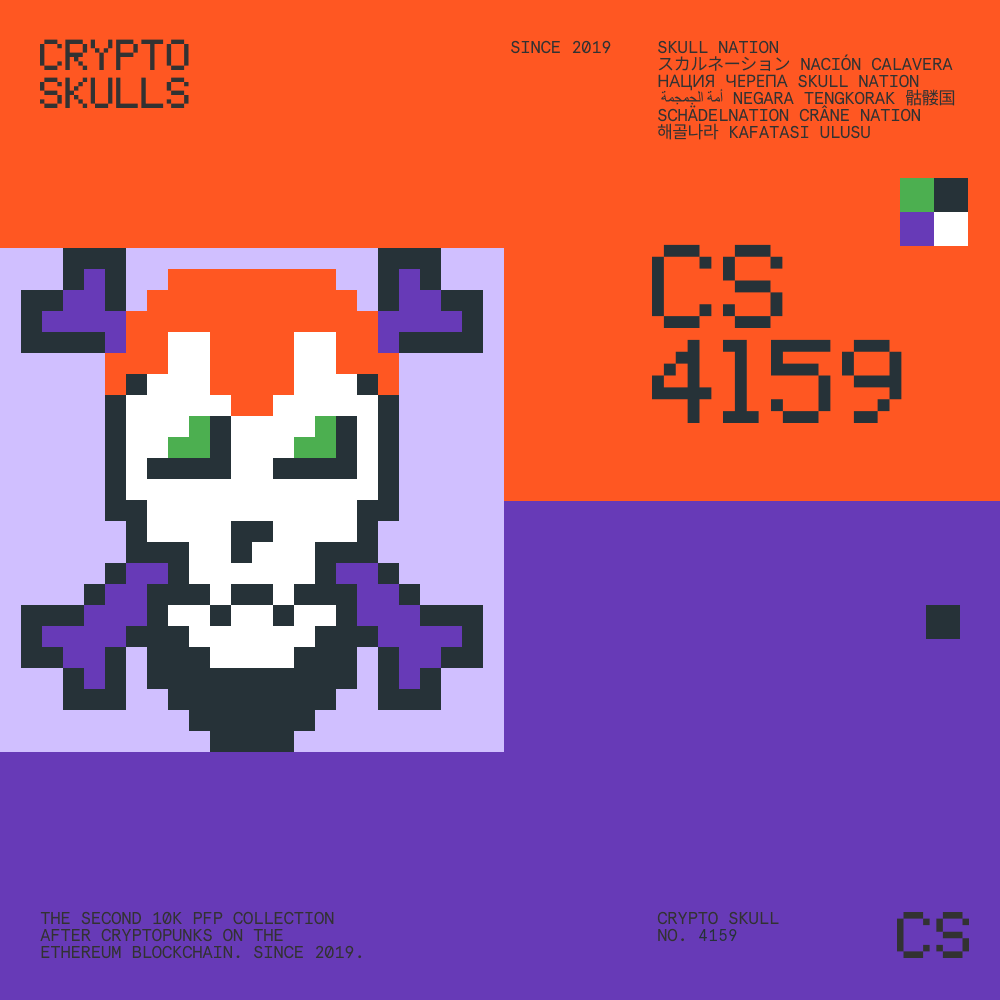 CRYPTO
SKULLS
SINCE 2019
SKULL NATION
スカルネーション NACIÓN CALAVERA
НАЦИЯ ЧЕРЕПА SKULL NATION
أمة الجمجمة NEGARA TENGKORAK 骷髅国
SCHÄDELNATION CRÂNE NATION
해골나라 KAFATASI ULUSU
CS
4159
THE SECOND 10K PFP COLLECTION
AFTER CRYPTOPUNKS ON THE
ETHEREUM BLOCKCHAIN. SINCE 2019.
CRYPTO SKULL
NO. 4159
CS